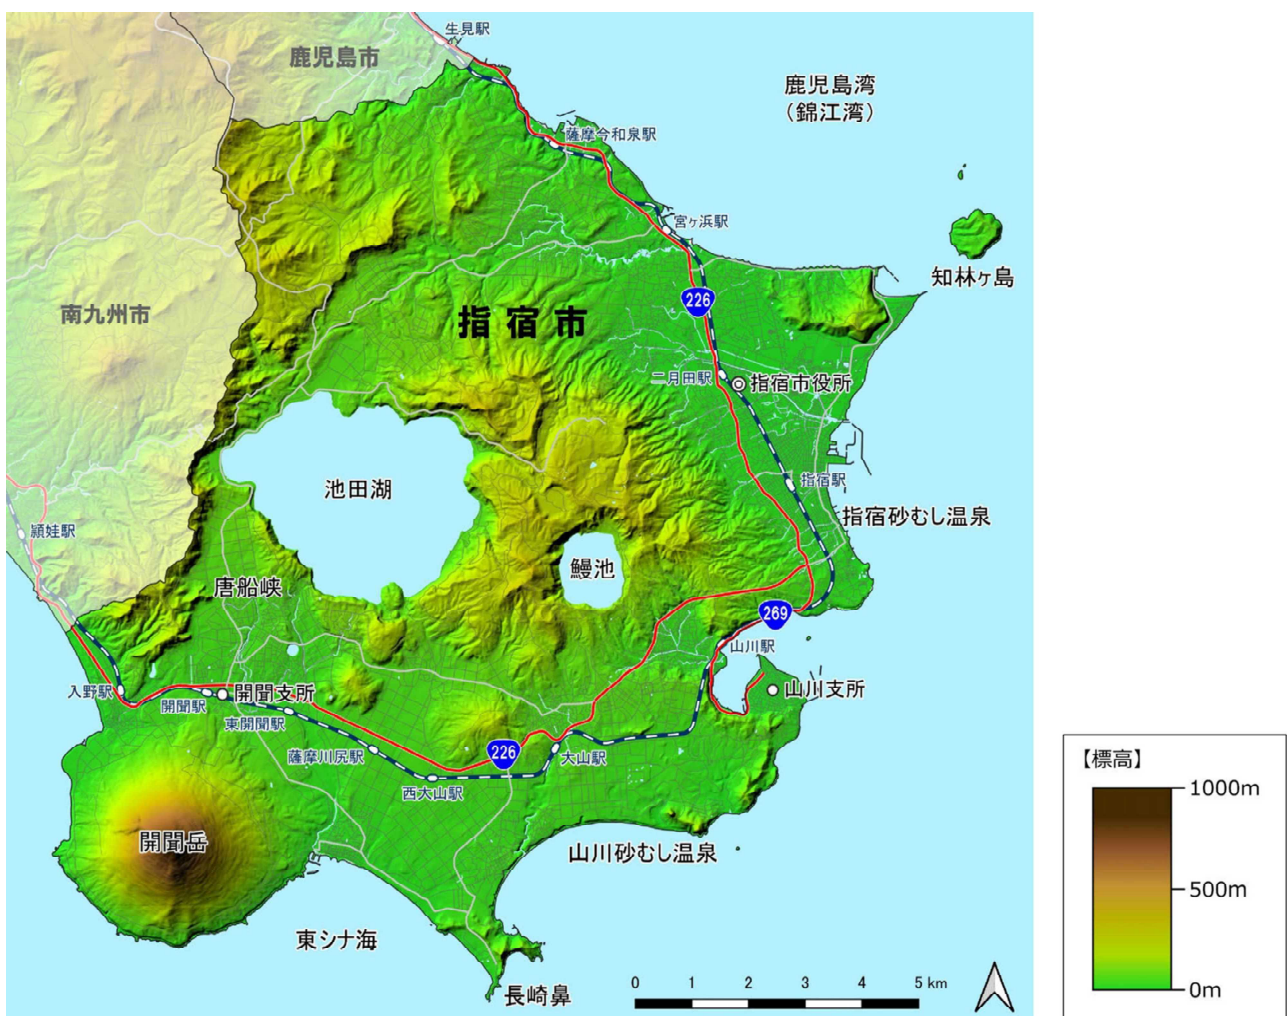 生見駅
鹿児島市
鹿児島湾
（錦江湾）
薩摩今和泉駅
宮ヶ浜駅
知林ヶ島
226
南九州市
指宿市
二月田駅
指宿市役所
池田湖
指宿駅
指宿砂むし温泉
頴娃駅
鰻池
唐船峡
269
山川駅
入野駅
開聞駅
開聞支所
山川支所
東開聞駅
薩摩川尻駅
226
大山駅
西大山駅
【標高】
1000m
開聞岳
山川砂むし温泉
500m
東シナ海
長崎鼻
0 1 2 3 4 5 km
0m